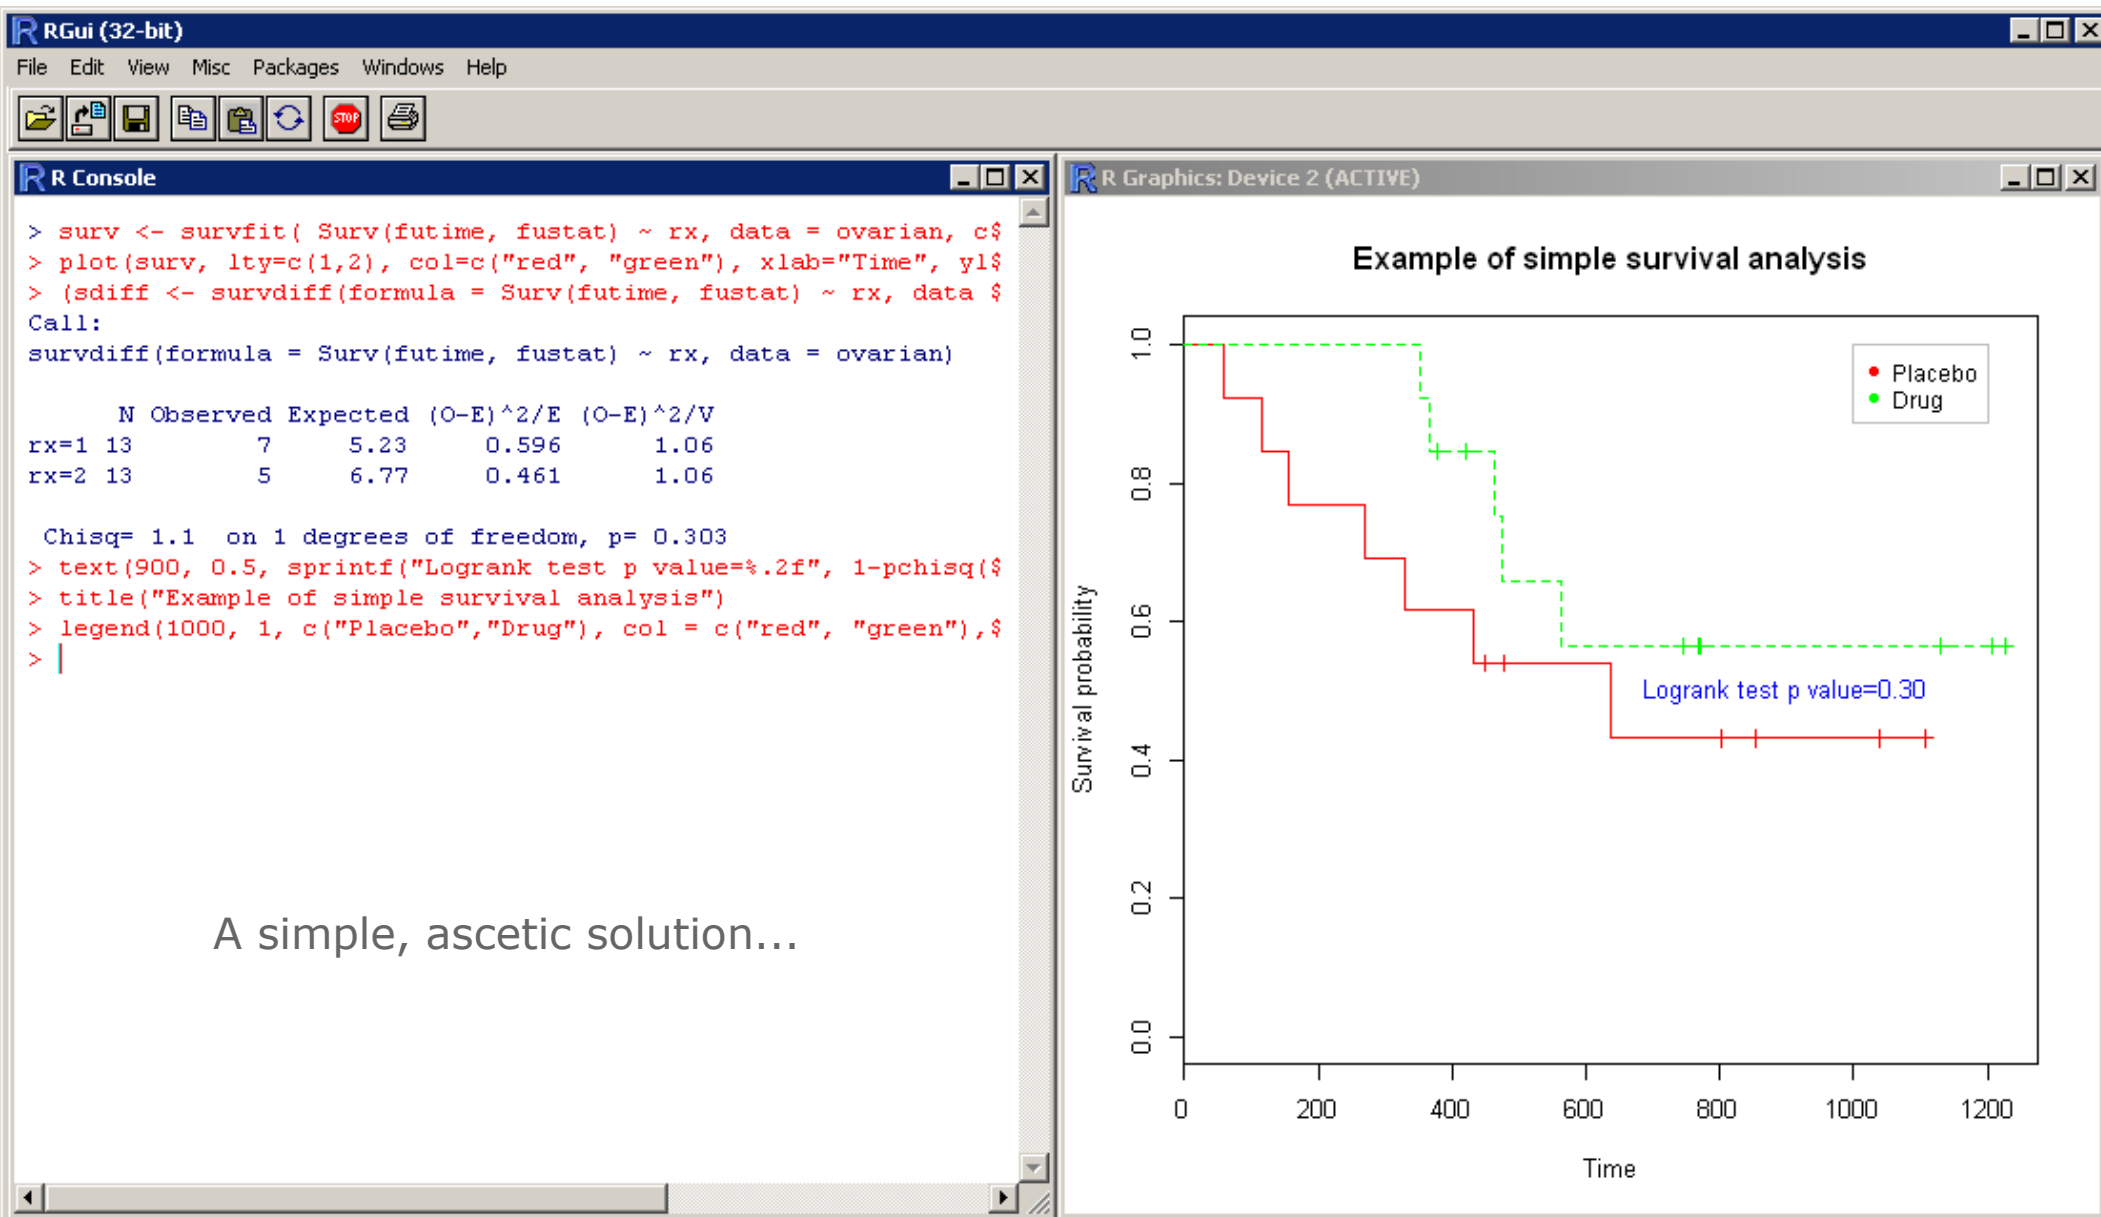 RGui (32-bit)
File Edit View Misc Packages Windows Help
STOP
R Console
> surv <- survfit( Surv(futime, fustat) ~ rx, data = ovarian, c$
> plot(surv, lty=c(1,2), col=c("red", "green"), xlab="Time", yl$
> (sdiff <- survdiff(formula = Surv(futime, fustat) ~ rx, data $
Call:
survdiff(formula = Surv(futime, fustat) ~ rx, data = ovarian)
N Observed Expected (O-E)^2/E (O-E)^2/V
rx=1 13 7 5.23 0.596 1.06
rx=2 13 5 6.77 0.461 1.06
Chisq= 1.1 on 1 degrees of freedom, p= 0.303
> text(900, 0.5, sprintf("Logrank test p value=%.2f", 1-pchisq($
> title("Example of simple survival analysis")
> legend(1000, 1, c("Placebo","Drug"), col = c("red", "green"),$
>
A simple, ascetic solution...
R Graphics: Device 2 (ACTIVE)
Example of simple survival analysis
Placebo
Drug
Logrank test p value=0.30
Survival probability
1.0
0.8
0.6
0.4
0.2
0.0
0 200 400 600 800 1000 1200
Time